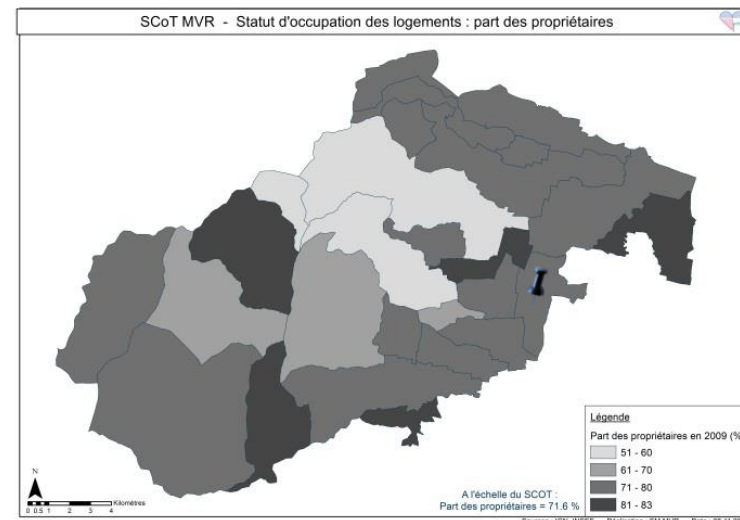 SCoT MVR - Statut d'occupation des logements : part des propriétaires
Légende
Part des propriétaires en 2009 (%
51 - 60
61 - 70
71 - 80
81 - 83
N
0 0.5 1 2 3 4
Kilomètres
A l'échelle du SCOT :
Part des propriétaires = 71.6 %